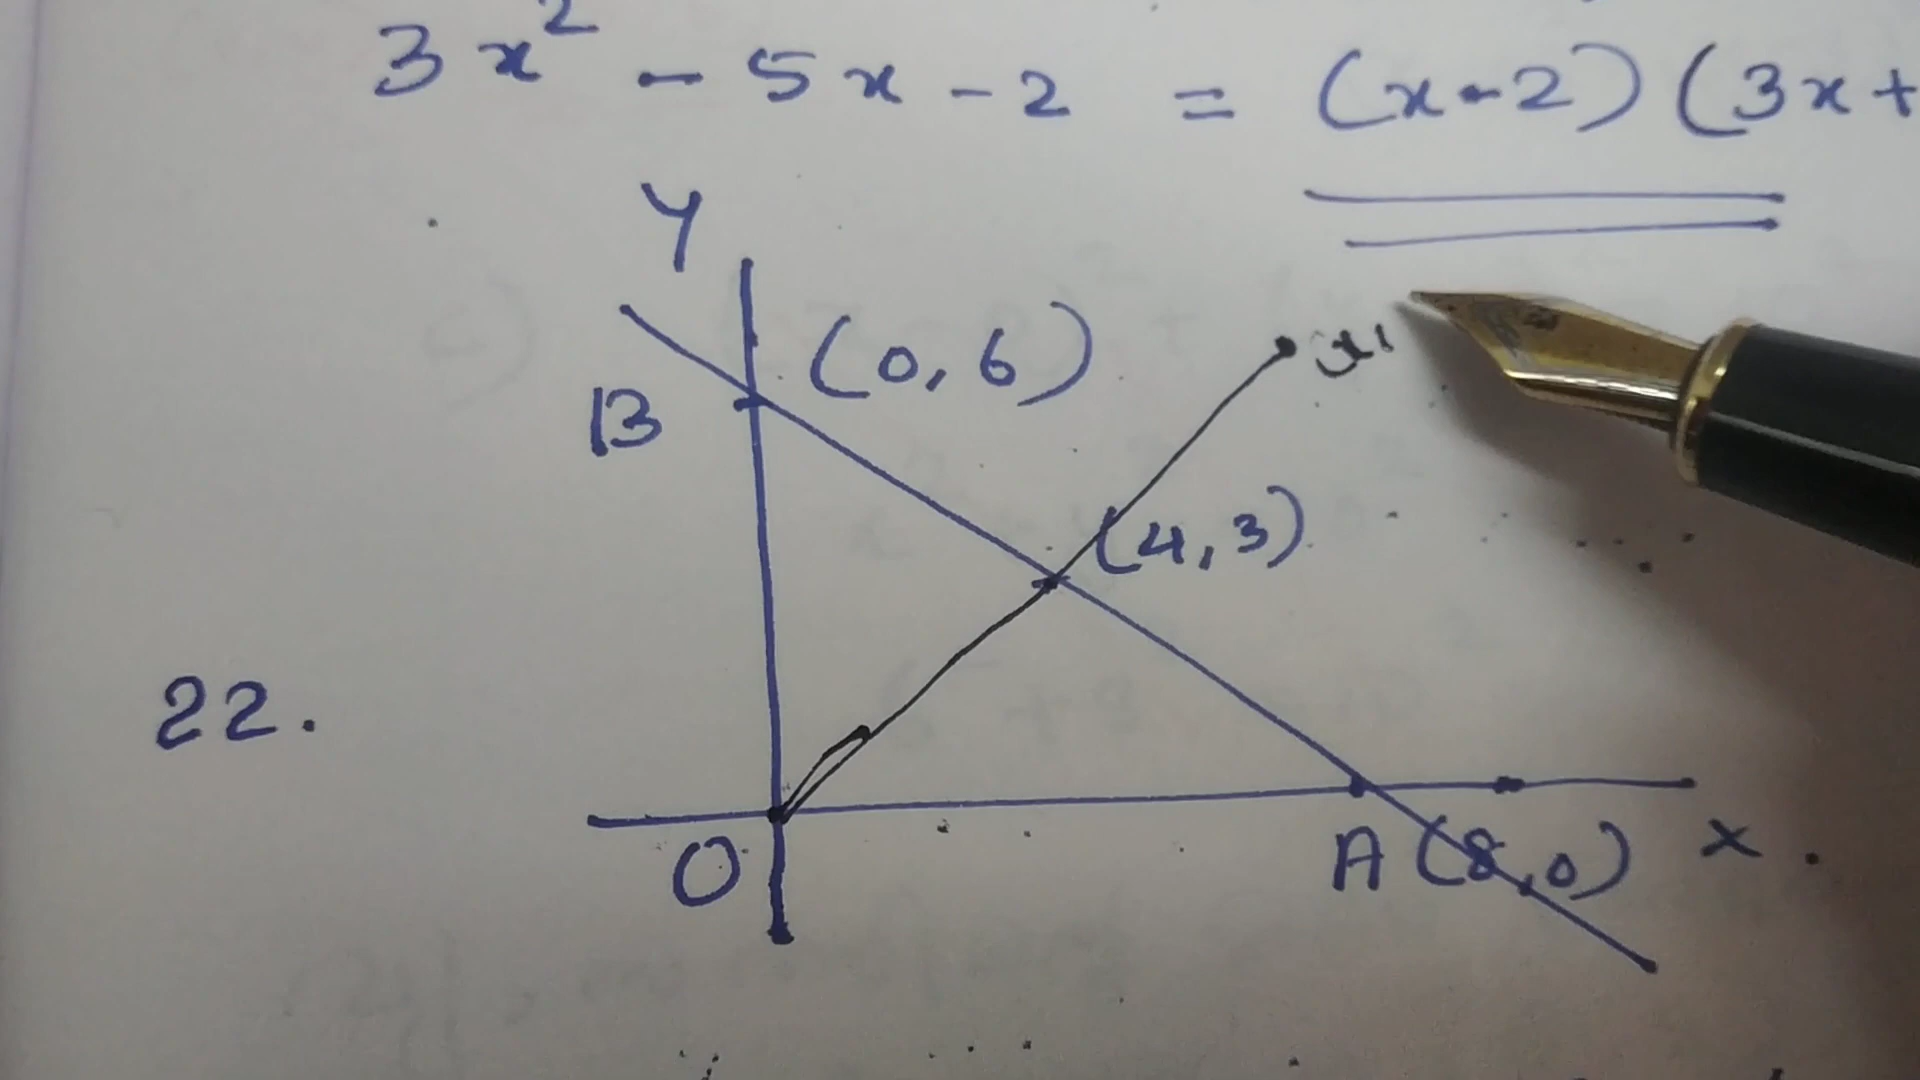 3x² - 5x - 2 = (x-2)(3x+
Y
(0, 6)
B
(4, 3)
22.
O
A (8, 0) x.